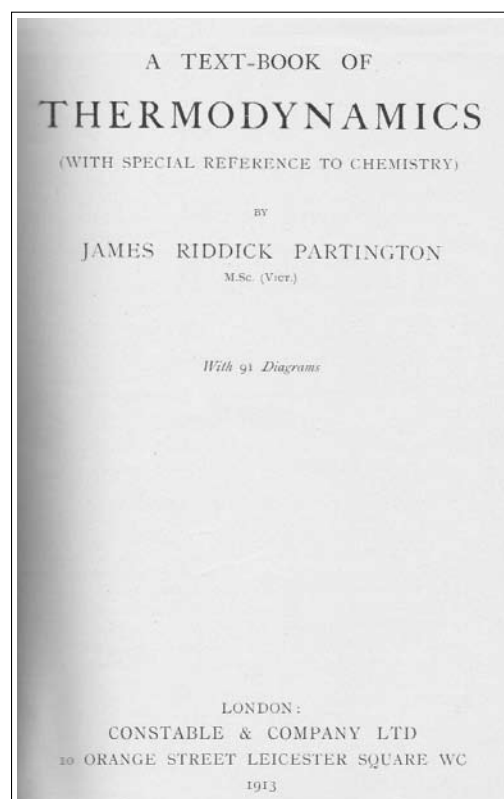 A TEXT-BOOK OF
THERMODYNAMICS
(WITH SPECIAL REFERENCE TO CHEMISTRY)
BY
JAMES RIDDICK PARTINGTON
M.Sc. (Vict.)
With 91 Diagrams
LONDON:
CONSTABLE & COMPANY LTD
10 ORANGE STREET LEICESTER SQUARE WC
1913